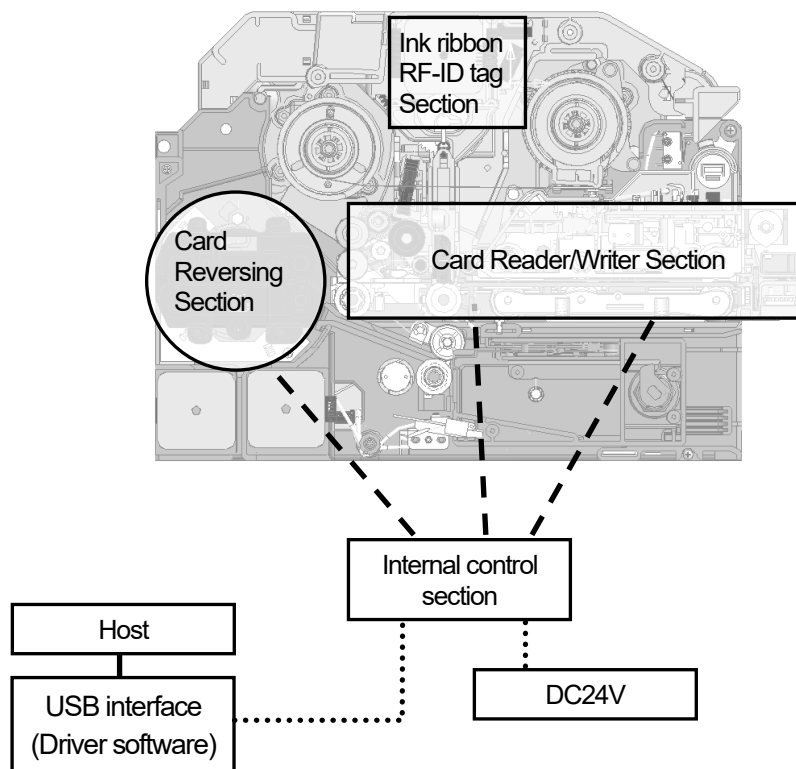 Ink ribbon
RF-ID tag
Section
Card
Reversing
Section
Card Reader/Writer Section
Internal control
section
Host
USB interface
(Driver software)
DC24V